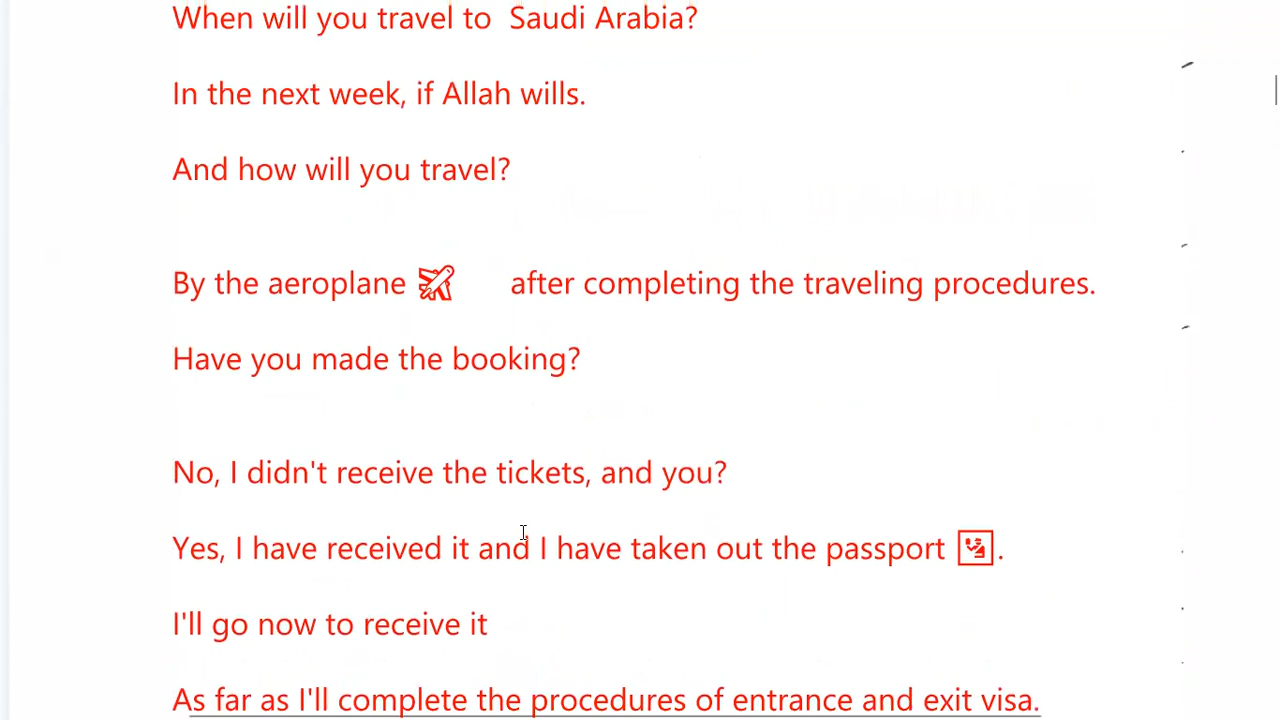 When will you travel to  Saudi Arabia?
In the next week, if Allah wills.
And how will you travel?
By the aeroplane ✈ after completing the traveling procedures.
Have you made the booking?
No, I didn't receive the tickets, and you?
Yes, I have received it and I have taken out the passport 🛂.
I'll go now to receive it
As far as I'll complete the procedures of entrance and exit visa.